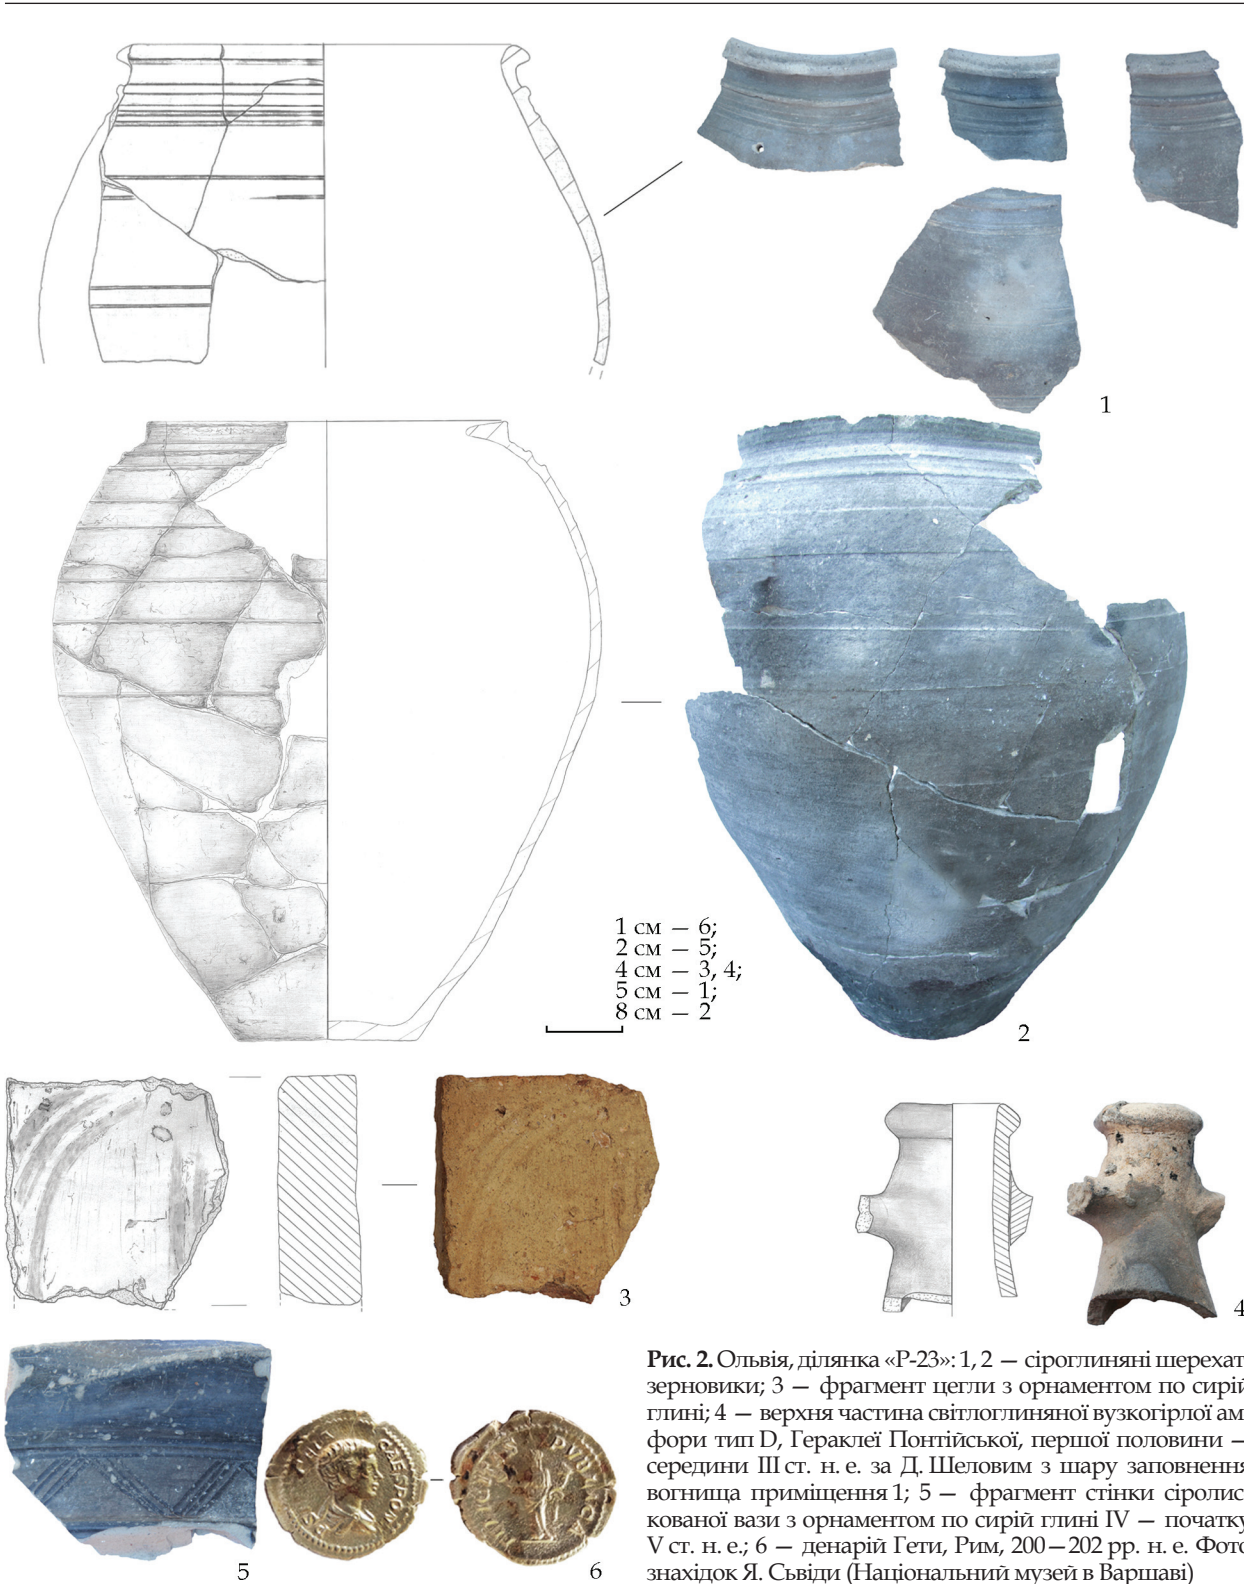 1
1 см — 6;
2 см — 5;
4 см — 3, 4;
5 см — 1;
8 см — 2
2
3
4
5
6
Рис. 2. Ольвія, ділянка «Р-23»: 1, 2 — сіроглиняні шерехат
зерновики; 3 — фрагмент цегли з орнаментом по сирій
глині; 4 — верхня частина світлоглиняної вузкогірлої ам
фори тип D, Гераклеї Понтійської, першої половини —
середини III ст. н. е. за Д. Шеловим з шару заповнення
вогнища приміщення 1; 5 — фрагмент стінки сіролис
кованої вази з орнаментом по сирій глині IV — початку
V ст. н. е.; 6 — денарій Гети, Рим, 200—202 рр. н. е. Фото
знахідок Я. Сьвіди (Національний музей в Варшаві)